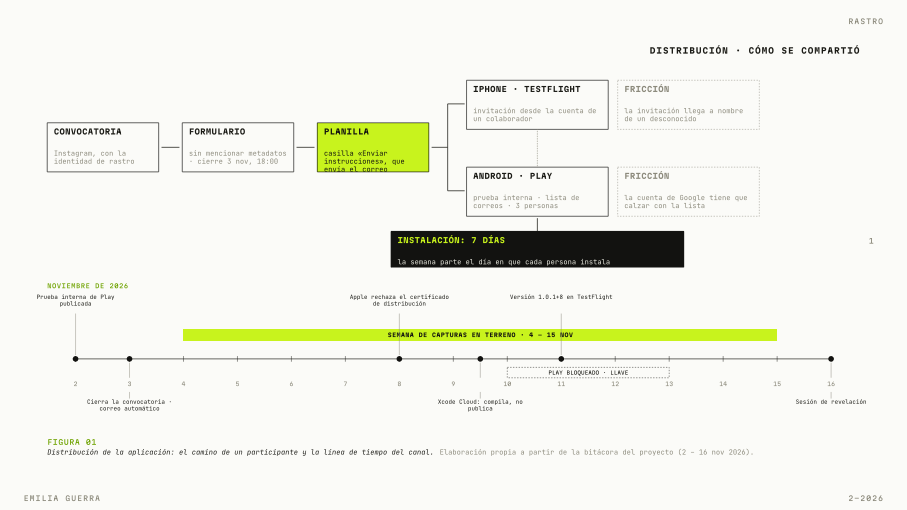 RASTRO
DISTRIBUCIÓN · CÓMO SE COMPARTIÓ
CONVOCATORIA
Instagram, con la
identidad de rastro
FORMULARIO
sin mencionar metadatos
· cierre 3 nov, 18:00
PLANILLA
casilla «Enviar
instrucciones», que
envía el correo
IPHONE · TESTFLIGHT
invitación desde la cuenta de
un colaborador
FRICCIÓN
la invitación llega a nombre
de un desconocido
ANDROID · PLAY
prueba interna · lista de
correos · 3 personas
FRICCIÓN
la cuenta de Google tiene que
calzar con la lista
INSTALACIÓN: 7 DÍAS
la semana parte el día en que cada persona instala
1
NOVIEMBRE DE 2026
Prueba interna de Play
publicada
Apple rechaza el certificado
de distribución
Versión 1.0.1+8 en TestFlight
SEMANA DE CAPTURAS EN TERRENO · 4 – 15 NOV
PLAY BLOQUEADO · LLAVE
2 3 4 5 6 7 8 9 10 11 12 13 14 15 16
Cierra la convocatoria ·
correo automático
Xcode Cloud: compila, no
publica
Sesión de revelación
FIGURA 01
Distribución de la aplicación: el camino de un participante y la línea de tiempo del canal. Elaboración propia a partir de la bitácora del proyecto (2 – 16 nov 2026).
EMILIA GUERRA
2–2026